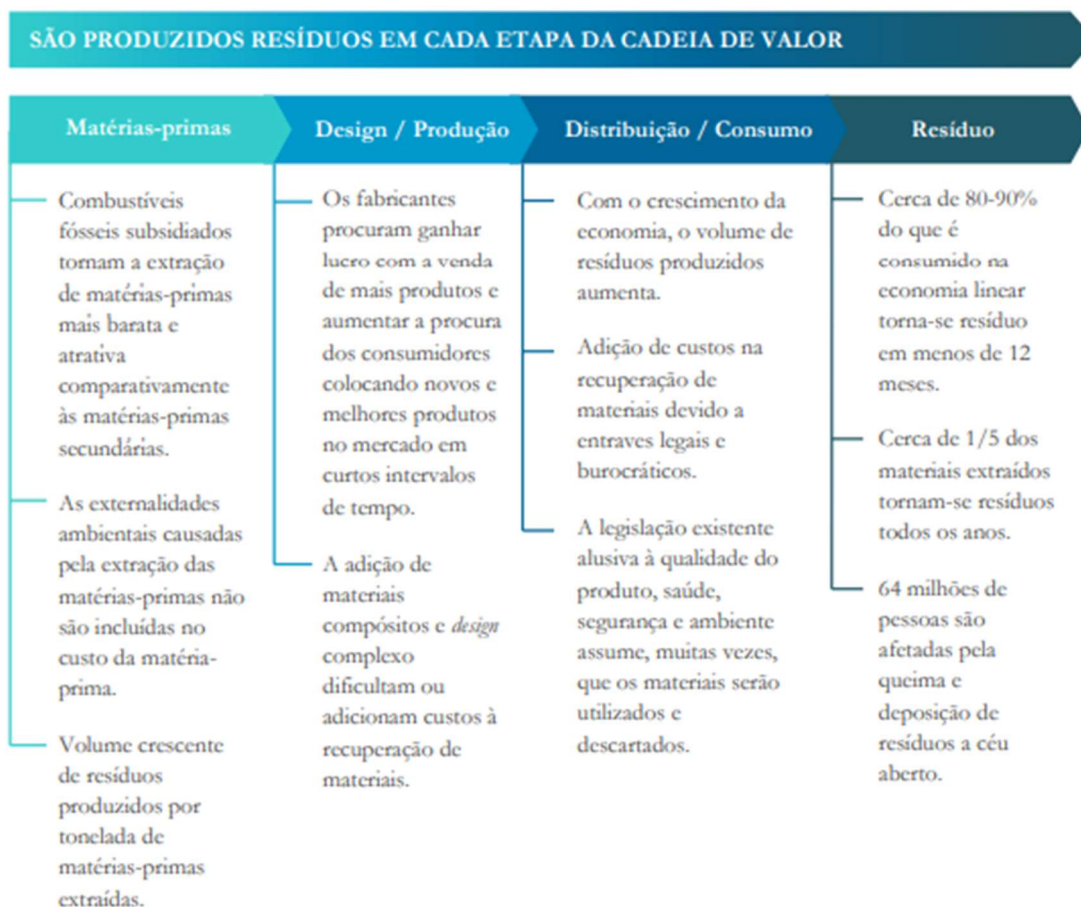 SÃO PRODUZIDOS RESÍDUOS EM CADA ETAPA DA CADEIA DE VALOR
Matérias-primas
Combustíveis
fósseis subsidiados
tornam a extração
de matérias-primas
mais barata e
atrativa
comparativamente
às matérias-primas
secundárias.
As externalidades
ambientais causadas
pela extração das
matérias-primas não
são incluídas no
custo da matéria-
prima.
Volume crescente
de resíduos
produzidos por
tonelada de
matérias-primas
extraídas.
Design / Produção
Os fabricantes
procuram ganhar
lucro com a venda
de mais produtos e
aumentar a procura
dos consumidores
colocando novos e
melhores produtos
no mercado em
curtos intervalos
de tempo.
A adição de
materiais
compósitos e design
complexo
dificultam ou
adicionam custos à
recuperação de
materiais.
Distribuição / Consumo
Com o crescimento da
economia, o volume de
resíduos produzidos
aumenta.
Adição de custos na
recuperação de
materiais devido a
entraves legais e
burocráticos.
A legislação existente
alusiva à qualidade do
produto, saúde,
segurança e ambiente
assume, muitas vezes,
que os materiais serão
utilizados e
descartados.
Resíduo
Cerca de 80-90%
do que é
consumido na
economia linear
torna-se resíduo
em menos de 12
meses.
Cerca de 1/5 dos
materiais extraídos
tornam-se resíduos
todos os anos.
64 milhões de
pessoas são
afetadas pela
queima e
deposição de
resíduos a céu
aberto.